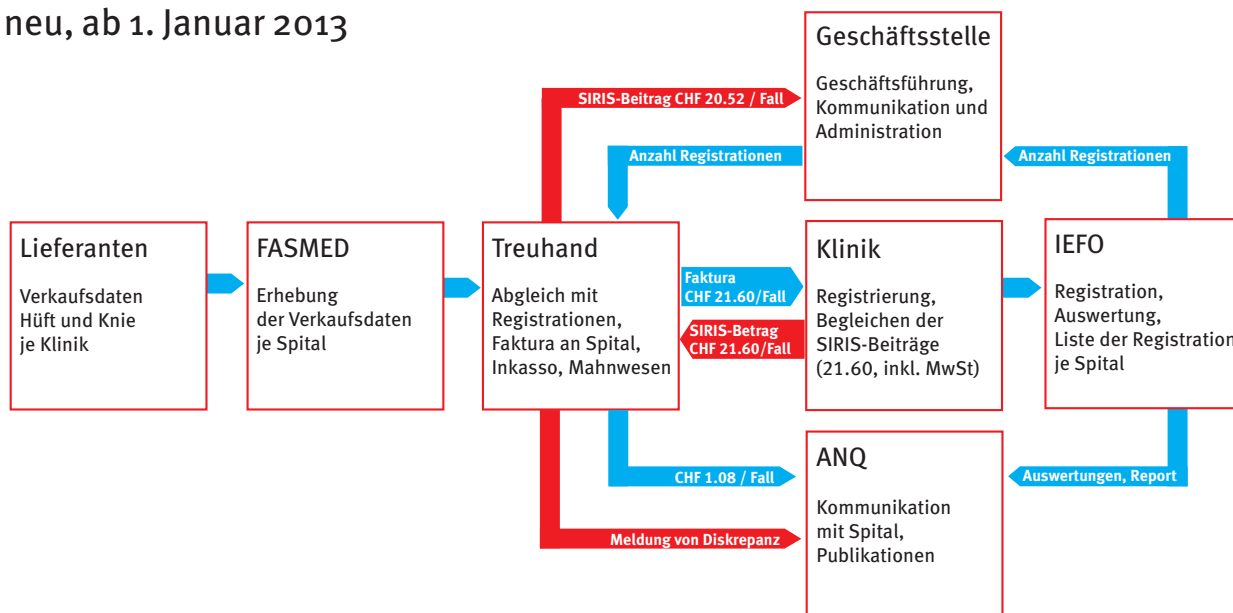 neu, ab 1. Januar 2013
Geschäftsstelle
Geschäftsführung,
Kommunikation und
Administration
SIRIS-Beitrag CHF 20.52 / Fall
Anzahl Registrationen
Anzahl Registrationen
Lieferanten
Verkaufsdaten
Hüft und Knie
je Klinik
FASMED
Erhebung
der Verkaufsdaten
je Spital
Treuhand
Abgleich mit
Registrationen,
Faktura an Spital,
Inkasso, Mahnwesen
Faktura
CHF 21.60/Fall
SIRIS-Betrag
CHF 21.60/Fall
Klinik
Registrierung,
Begleichen der
SIRIS-Beiträge
(21.60, inkl. MwSt)
IEFO
Registration,
Auswertung,
Liste der Registration
je Spital
CHF 1.08 / Fall
Meldung von Diskrepanz
ANQ
Kommunikation
mit Spital,
Publikationen
Auswertungen, Report